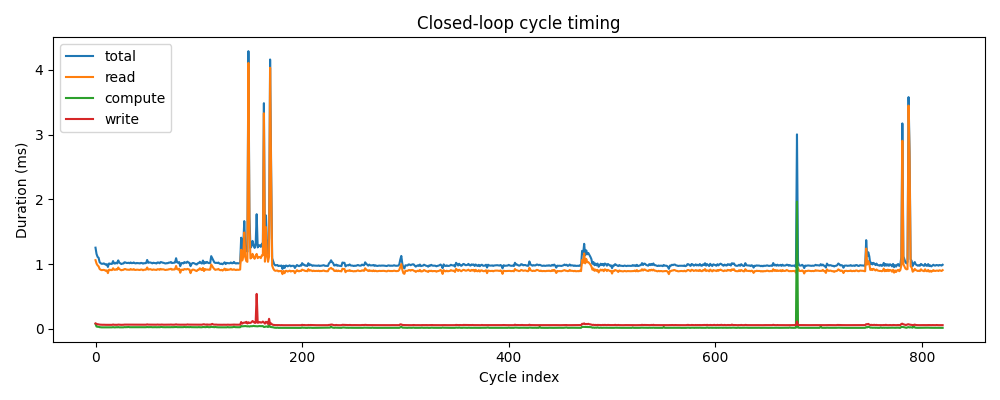 Closed-loop cycle timing
total
read
compute
write
4
3
2
1
0
Duration (ms)
0 200 400 600 800
Cycle index